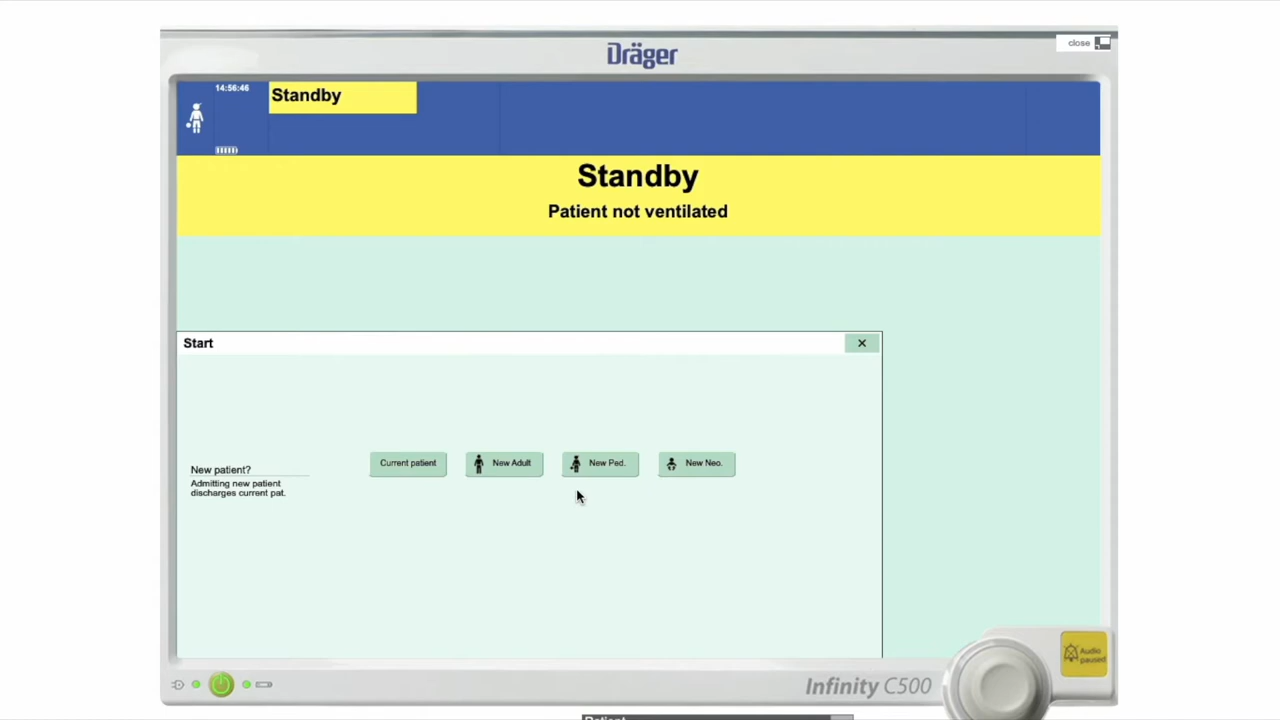 close
Dräger
14:56:46
Standby
Standby
Patient not ventilated
Start
New patient?
Admitting new patient
discharges current pat.
Current patient
New Adult
New Ped.
New Neo.
Audio
paused
Infinity C500
Patient